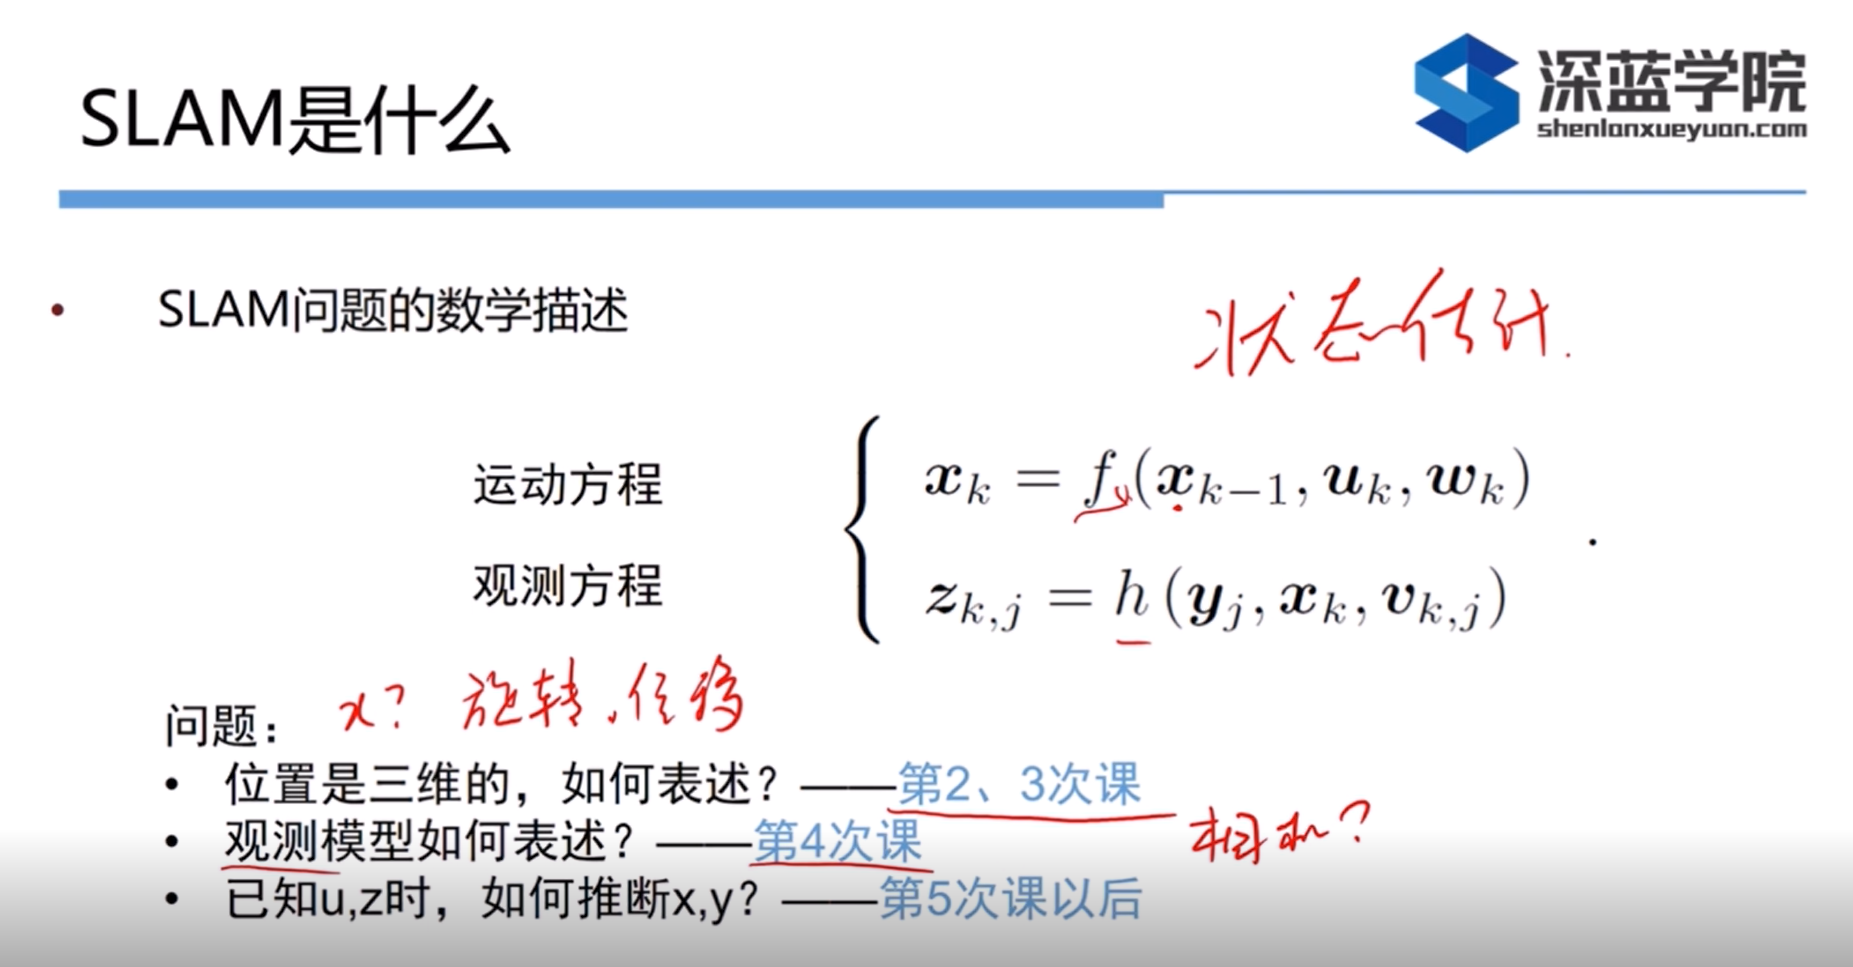 SLAM是什么
深蓝学院
shenlanxueyuan.com
• SLAM问题的数学描述
状态估计.
运动方程 x_k = f(x_{k-1}, u_k, w_k)
观测方程 z_{k,j} = h(y_j, x_k, v_{k,j})
.
问题: x? 旋转、位移
• 位置是三维的，如何表述？——第2、3次课
• 观测模型如何表述？——第4次课 相机?
• 已知u,z时，如何推断x,y？——第5次课以后